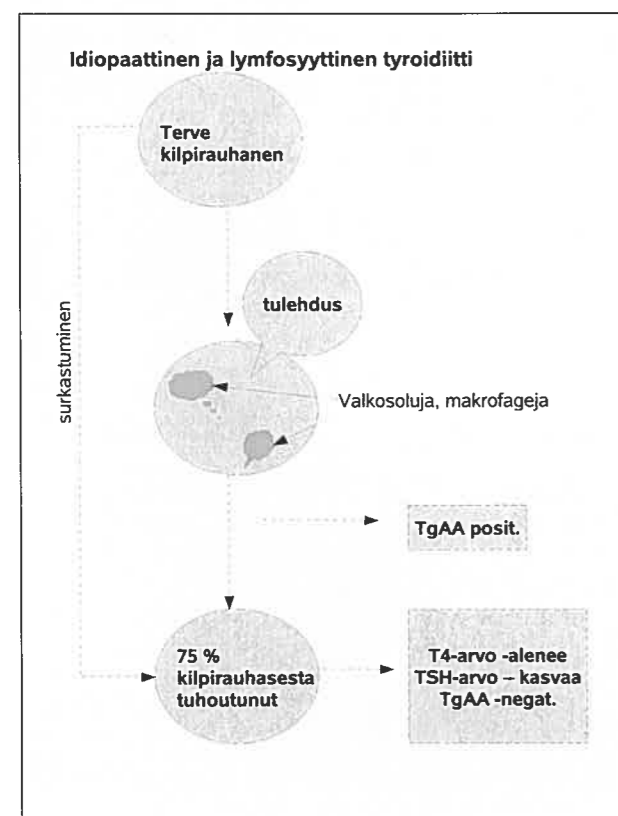 Idiopaattinen ja lymfosyyttinen tyroidiitti
Terve
kilpirauhanen
tulehdus
surkastuminen
Valkosoluja, makrofageja
TgAA posit.
75 %
kilpirauhasesta
tuhoutunut
T4-arvo -alenee
TSH-arvo – kasvaa
TgAA -negat.